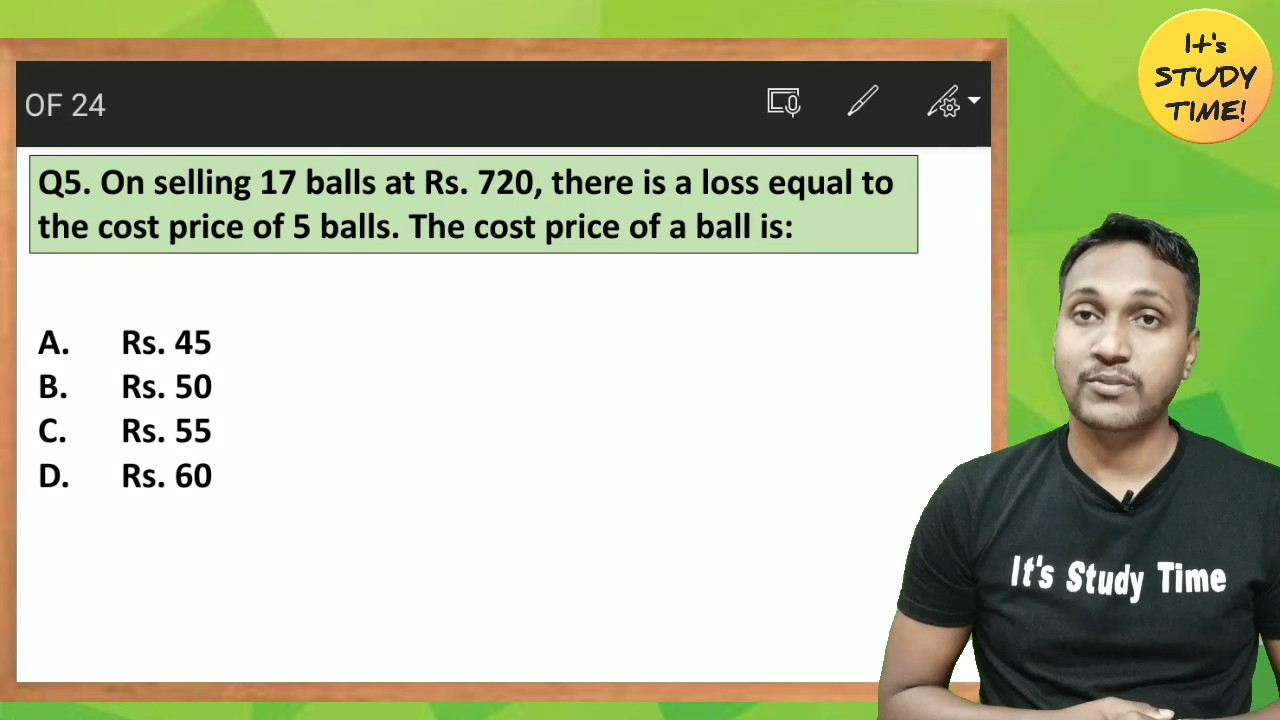 It's
STUDY
TIME!
OF 24
Q5. On selling 17 balls at Rs. 720, there is a loss equal to
the cost price of 5 balls. The cost price of a ball is:
A. Rs. 45
B. Rs. 50
C. Rs. 55
D. Rs. 60
It's Study Time